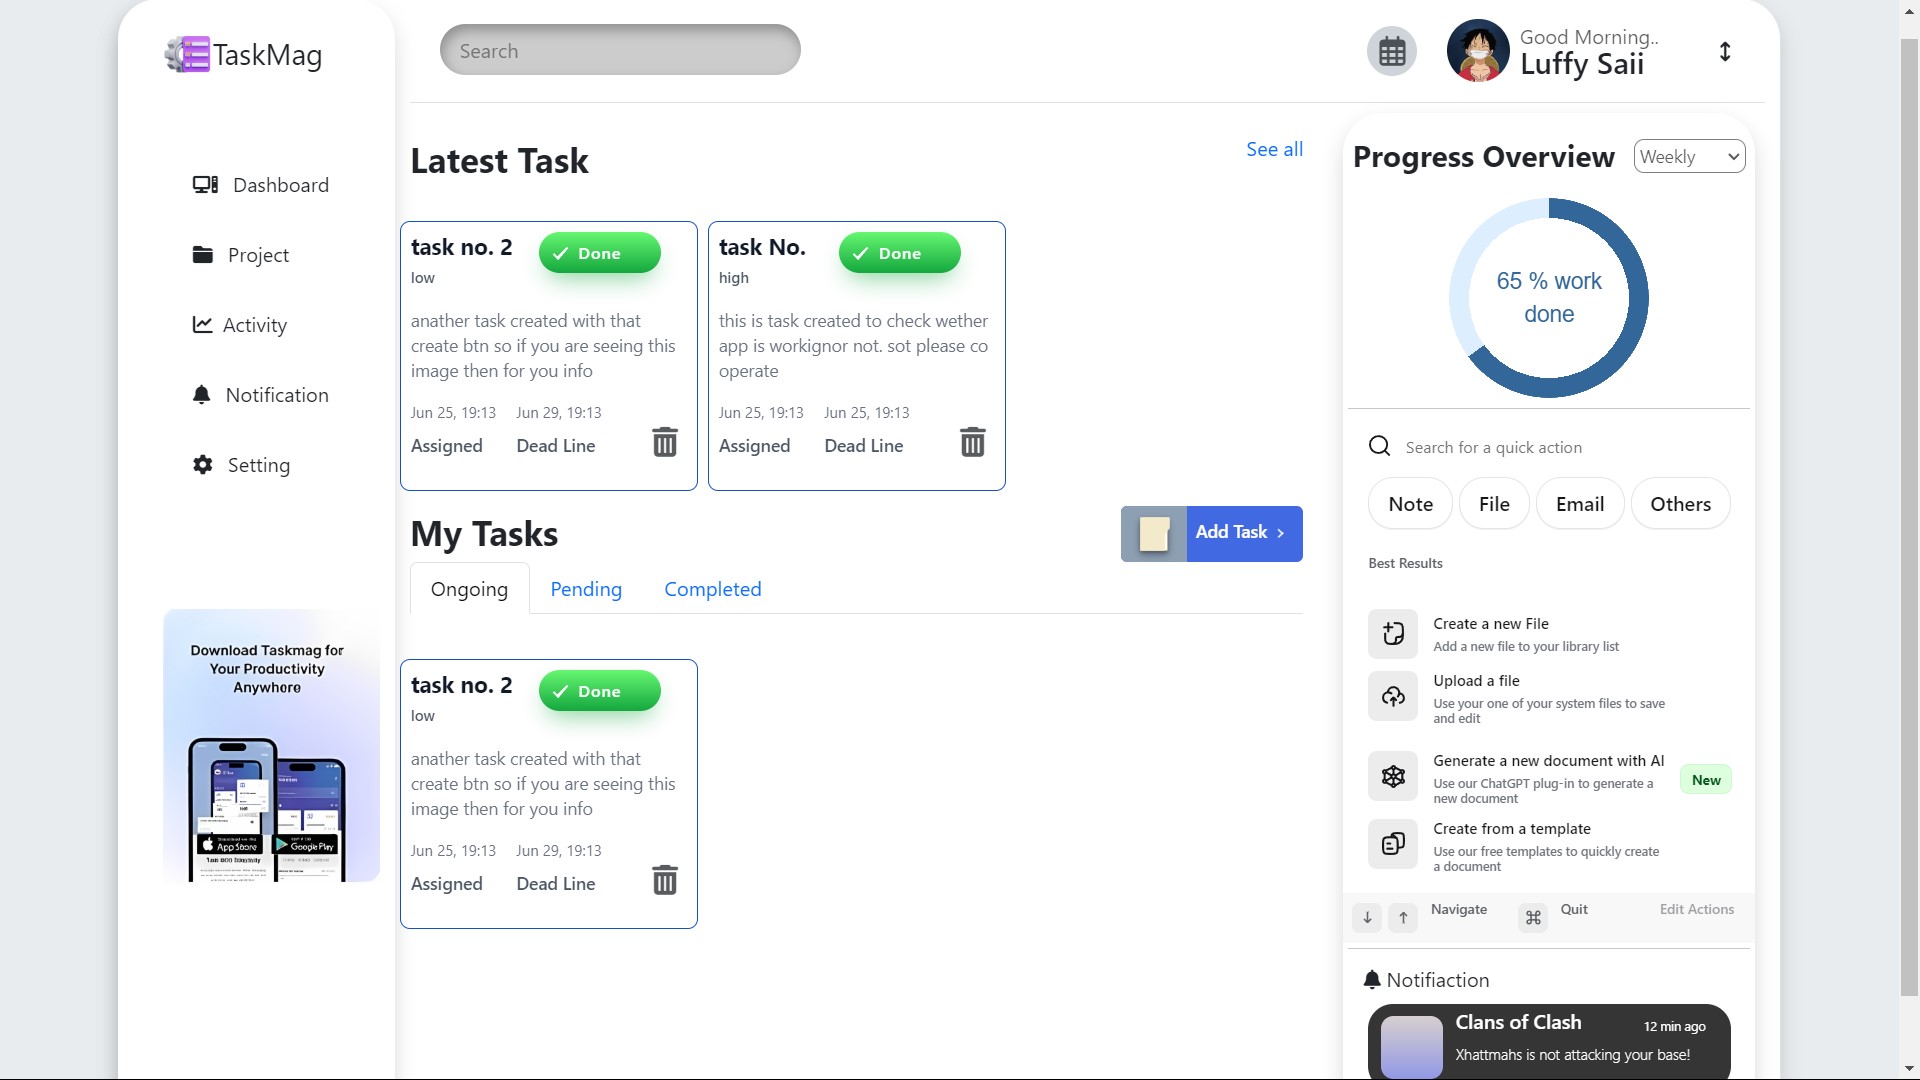 TaskMag
Search
Good Morning..
Luffy Saii
Dashboard
Project
Activity
Notification
Setting
Download Taskmag for
Your Productivity
Anywhere
App Store
Google Play
Latest Task
See all
task no. 2
Done
low
anather task created with that
create btn so if you are seeing this
image then for you info
Jun 25, 19:13 Jun 29, 19:13
Assigned Dead Line
task No.
Done
high
this is task created to check wether
app is workignor not. sot please co
operate
Jun 25, 19:13 Jun 25, 19:13
Assigned Dead Line
My Tasks
Add Task ›
Ongoing Pending Completed
task no. 2
Done
low
anather task created with that
create btn so if you are seeing this
image then for you info
Jun 25, 19:13 Jun 29, 19:13
Assigned Dead Line
Progress Overview
Weekly
65 % work
done
Search for a quick action
Note File Email Others
Best Results
Create a new File
Add a new file to your library list
Upload a file
Use your one of your system files to save
and edit
Generate a new document with AI
Use our ChatGPT plug-in to generate a
new document
New
Create from a template
Use our free templates to quickly create
a document
↓ ↑ Navigate ⌘ Quit Edit Actions
Notifiaction
Clans of Clash
12 min ago
Xhattmahs is not attacking your base!